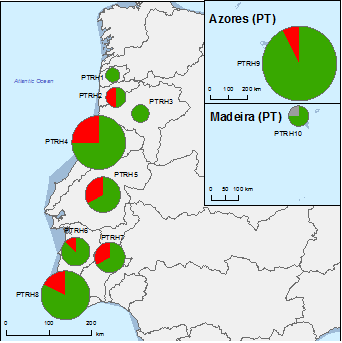 Azores (PT)
PTRH9
0 50 100 200 km
Madeira (PT)
PTRH10
0 50 100 km
Atlantic Ocean
PTRH1
PTRH2
PTRH3
PTRH4
PTRH5
PTRH6
PTRH7
PTRH8
0 100 200
km